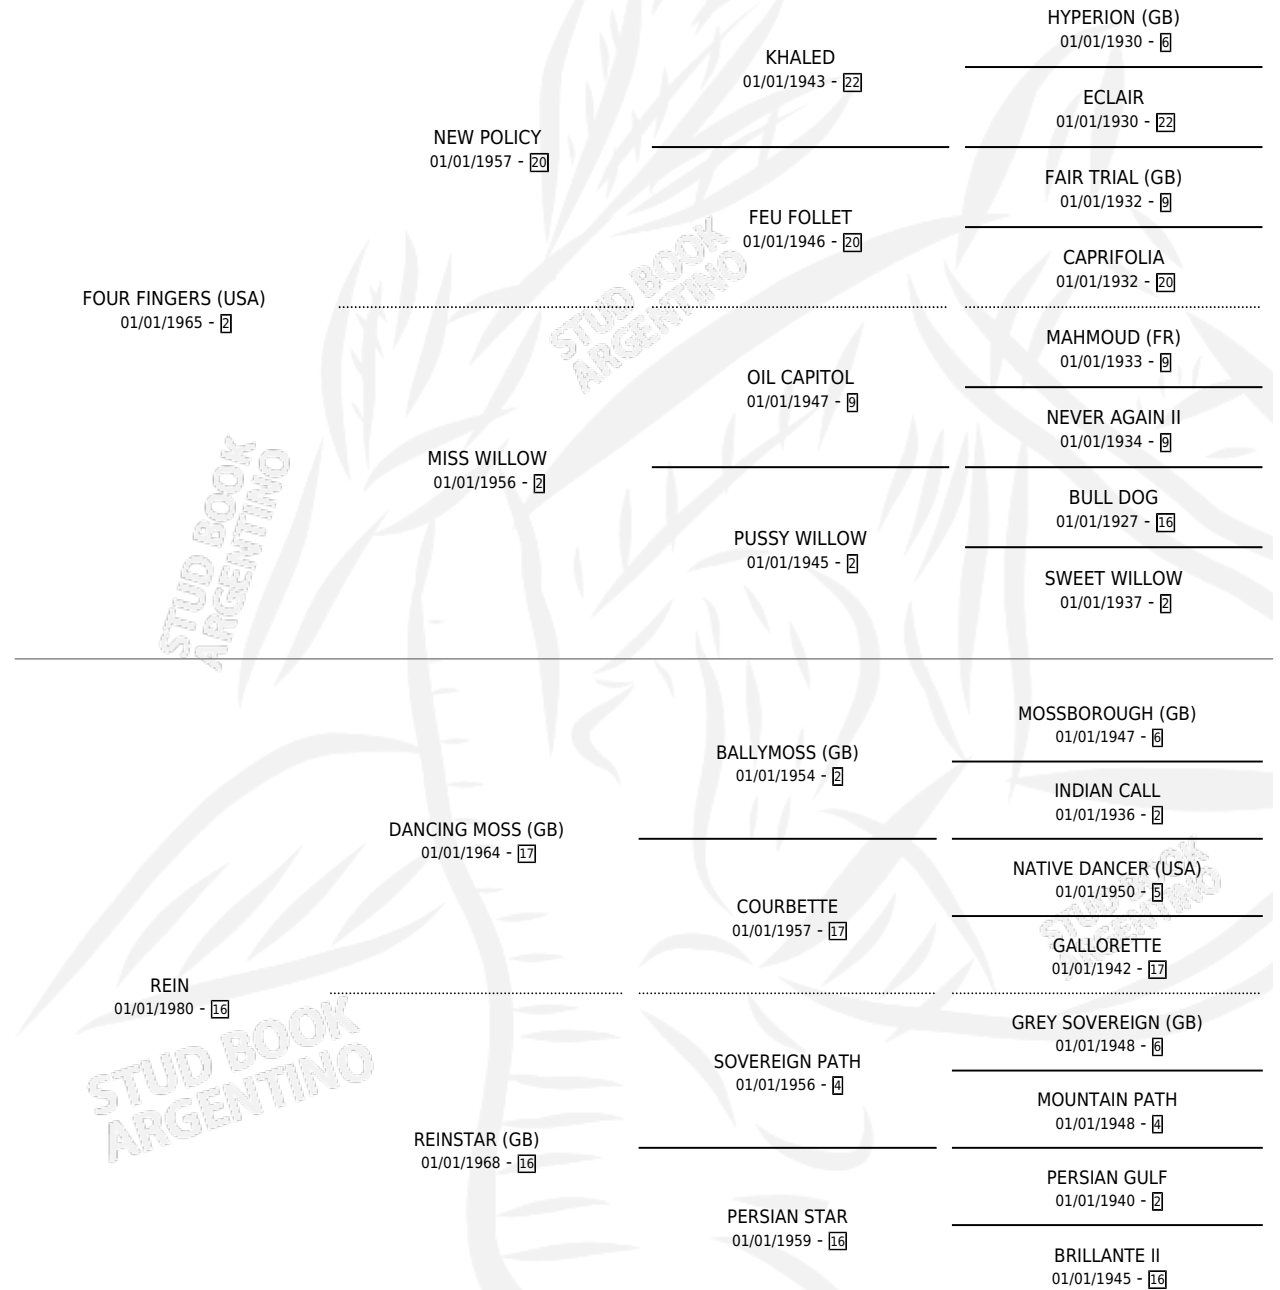 HYPERION (GB)
01/01/1930 - 6
KHALED
01/01/1943 - 22
ECLAIR
01/01/1930 - 22
NEW POLICY
01/01/1957 - 20
FAIR TRIAL (GB)
01/01/1932 - 9
FEU FOLLET
01/01/1946 - 20
CAPRIFOLIA
01/01/1932 - 20
FOUR FINGERS (USA)
01/01/1965 - 2
MAHMOUD (FR)
01/01/1933 - 9
OIL CAPITOL
01/01/1947 - 9
NEVER AGAIN II
01/01/1934 - 9
MISS WILLOW
01/01/1956 - 2
BULL DOG
01/01/1927 - 16
PUSSY WILLOW
01/01/1945 - 2
SWEET WILLOW
01/01/1937 - 2
STUD BOOK
ARGENTINO
STUD BOOK
ARGENTINO
MOSSBOROUGH (GB)
01/01/1947 - 6
BALLYMOSS (GB)
01/01/1954 - 2
INDIAN CALL
01/01/1936 - 2
DANCING MOSS (GB)
01/01/1964 - 17
NATIVE DANCER (USA)
01/01/1950 - 5
COURBETTE
01/01/1957 - 17
GALLORETTE
01/01/1942 - 17
REIN
01/01/1980 - 16
GREY SOVEREIGN (GB)
01/01/1948 - 6
SOVEREIGN PATH
01/01/1956 - 4
MOUNTAIN PATH
01/01/1948 - 4
REINSTAR (GB)
01/01/1968 - 16
PERSIAN GULF
01/01/1940 - 2
PERSIAN STAR
01/01/1959 - 16
BRILLANTE II
01/01/1945 - 16
STUD BOOK
ARGENTINO
STUD BOOK
ARGENTINO